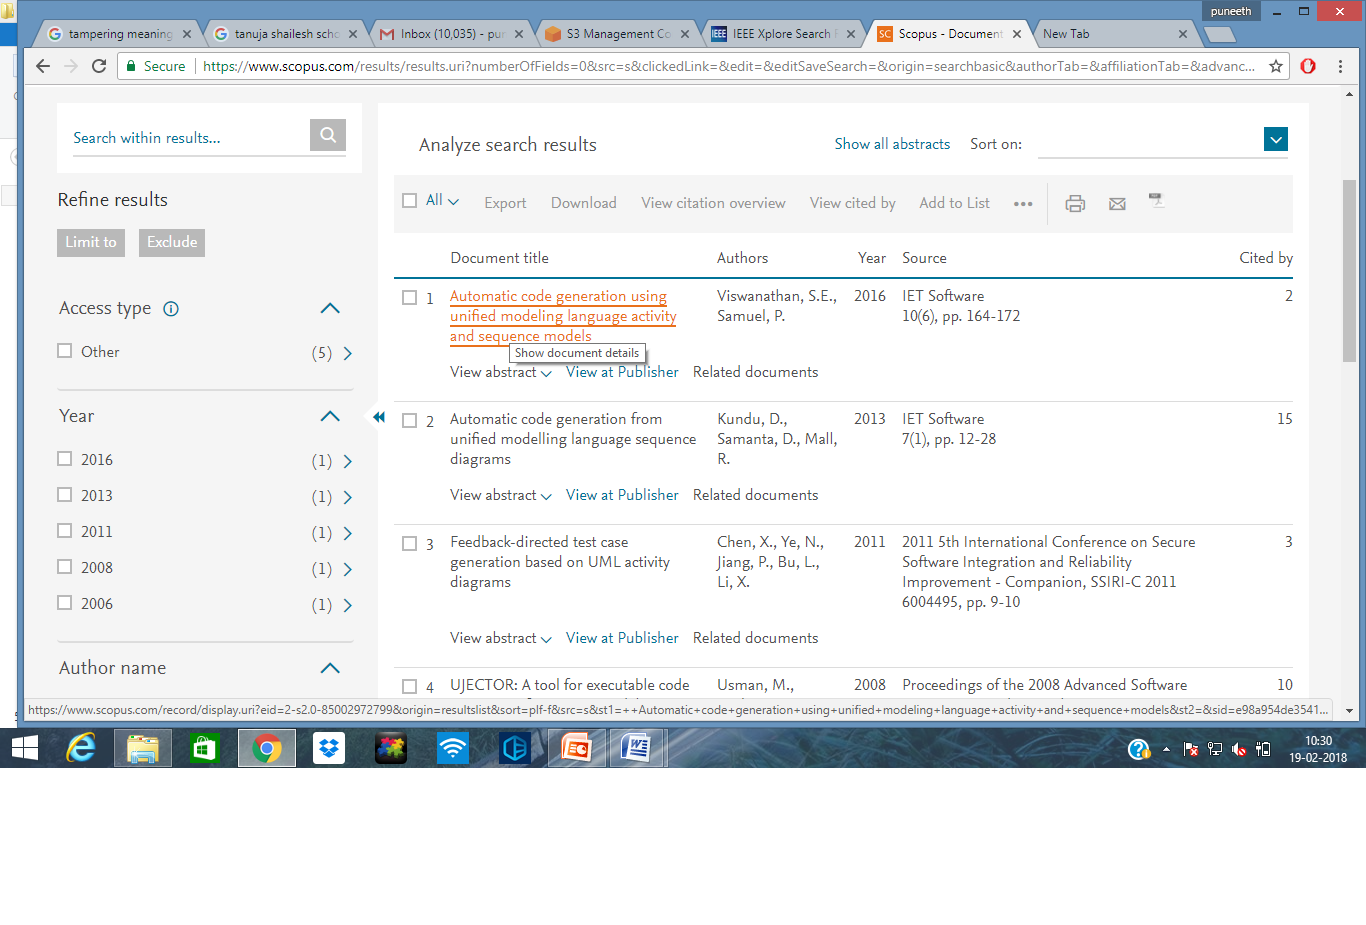 puneeth
tampering meaning
tanuja shailesh scho
Inbox (10,035) - pun
S3 Management Co
IEEE Xplore Search R
Scopus - Document
New Tab
Secure
https://www.scopus.com/results/results.uri?numberOfFields=0&src=s&clickedLink=&edit=&editSaveSearch=&origin=searchbasic&authorTab=&affiliationTab=&advanc...
Search within results...
Refine results
Limit to Exclude
Access type
Other (5)
Year
2016 (1)
2013 (1)
2011 (1)
2008 (1)
2006 (1)
Author name
Analyze search results
Show all abstracts Sort on:
All Export Download View citation overview View cited by Add to List •••
Document title Authors Year Source Cited by
1 Automatic code generation using Viswanathan, S.E., 2016 IET Software 2
unified modeling language activity Samuel, P. 10(6), pp. 164-172
and sequence models
Show document details
View abstract View at Publisher Related documents
2 Automatic code generation from Kundu, D., 2013 IET Software 15
unified modelling language sequence Samanta, D., Mall, 7(1), pp. 12-28
diagrams R.
View abstract View at Publisher Related documents
3 Feedback-directed test case Chen, X., Ye, N., 2011 2011 5th International Conference on Secure 3
generation based on UML activity Jiang, P., Bu, L., Software Integration and Reliability
diagrams Li, X. Improvement - Companion, SSIRI-C 2011
6004495, pp. 9-10
View abstract View at Publisher Related documents
4 UJECTOR: A tool for executable code Usman, M., 2008 Proceedings of the 2008 Advanced Software 10
https://www.scopus.com/record/display.uri?eid=2-s2.0-85002972799&origin=resultslist&sort=plf-f&src=s&st1=++Automatic+code+generation+using+unified+modeling+language+activity+and+sequence+models&st2=&sid=e98a954de3541...
10:30
19-02-2018